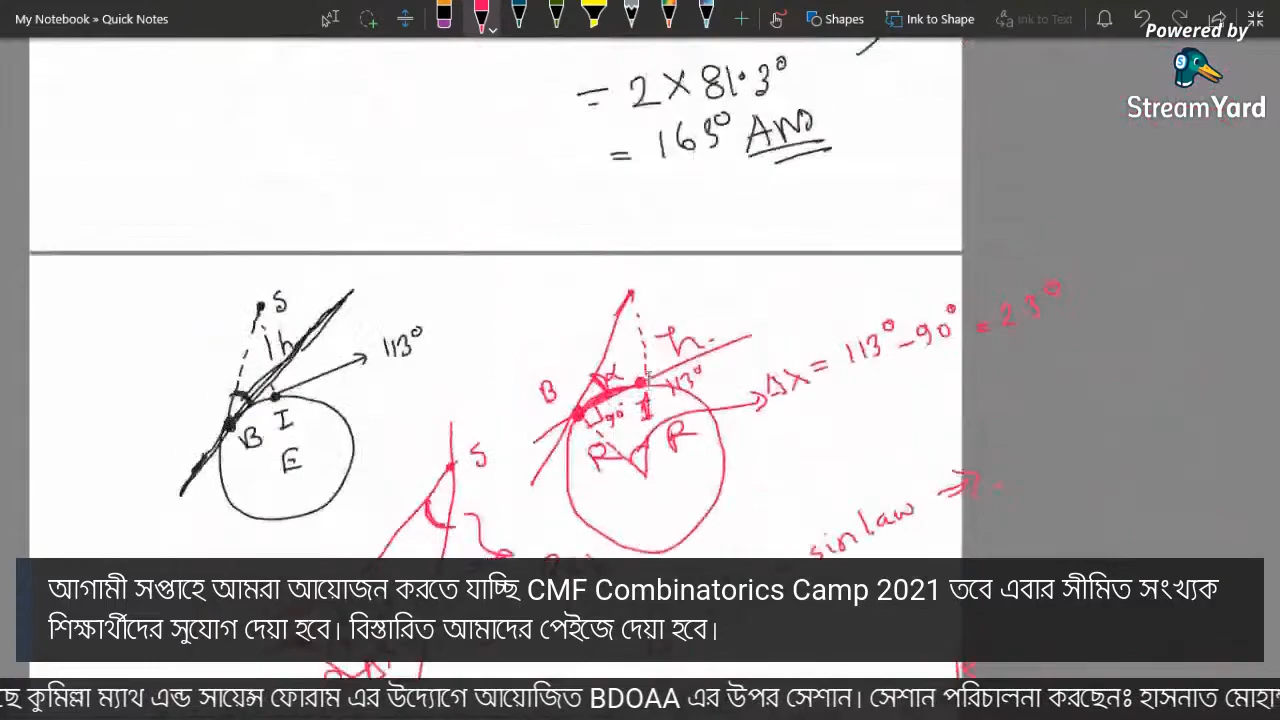 My Notebook » Quick Notes
Shapes
Ink to Shape
Ink to Text
Powered by
StreamYard
= 2 × 81.3°
= 163° Ans
S
h
113°
B
I
E
B
α
h
113°
90°
I
R
R
Δx = 113° - 90° = 23°
S
sin law ⇒
আগামী সপ্তাহে আমরা আয়োজন করতে যাচ্ছি CMF Combinatorics Camp 2021 তবে এবার সীমিত সংখ্যক
শিক্ষার্থীদের সুযোগ দেয়া হবে। বিস্তারিত আমাদের পেইজে দেয়া হবে।
ছে কুমিল্লা ম্যাথ এন্ড সায়েন্স ফোরাম এর উদ্যোগে আয়োজিত BDOAA এর উপর সেশান। সেশান পরিচালনা করছেনঃ হাসনাত